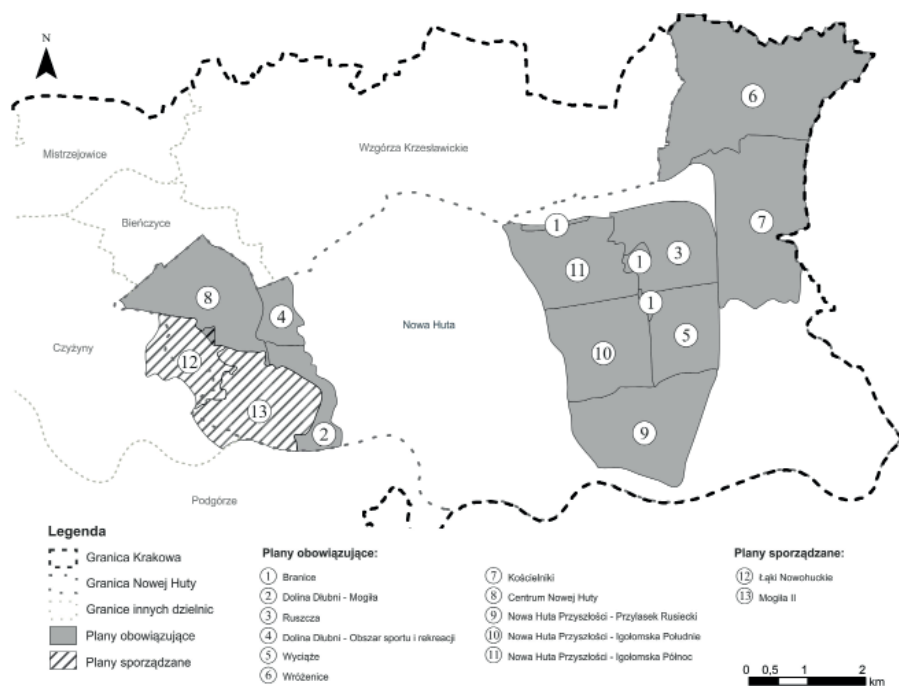 N
6
Mistrzejowice
Wzgórza Krzesławickie
Bieńczyce
7
1
3
1
11
8
1
4
Nowa Huta
5
Czyżyny
10
12
13
2
9
Podgórze
Legenda
Granica Krakowa
Granica Nowej Huty
Granice innych dzielnic
Plany obowiązujące
Plany sporządzane
Plany obowiązujące:
1 Branice
2 Dolina Dłubni - Mogiła
3 Ruszcza
4 Dolina Dłubni - Obszar sportu i rekreacji
5 Wyciąże
6 Wróżenice
7 Kościelniki
8 Centrum Nowej Huty
9 Nowa Huta Przyszłości - Przylasek Rusiecki
10 Nowa Huta Przyszłości - Igołomska Południe
11 Nowa Huta Przyszłości - Igołomska Północ
Plany sporządzane:
12 Łąki Nowohuckie
13 Mogiła II
0 0,5 1 2
km